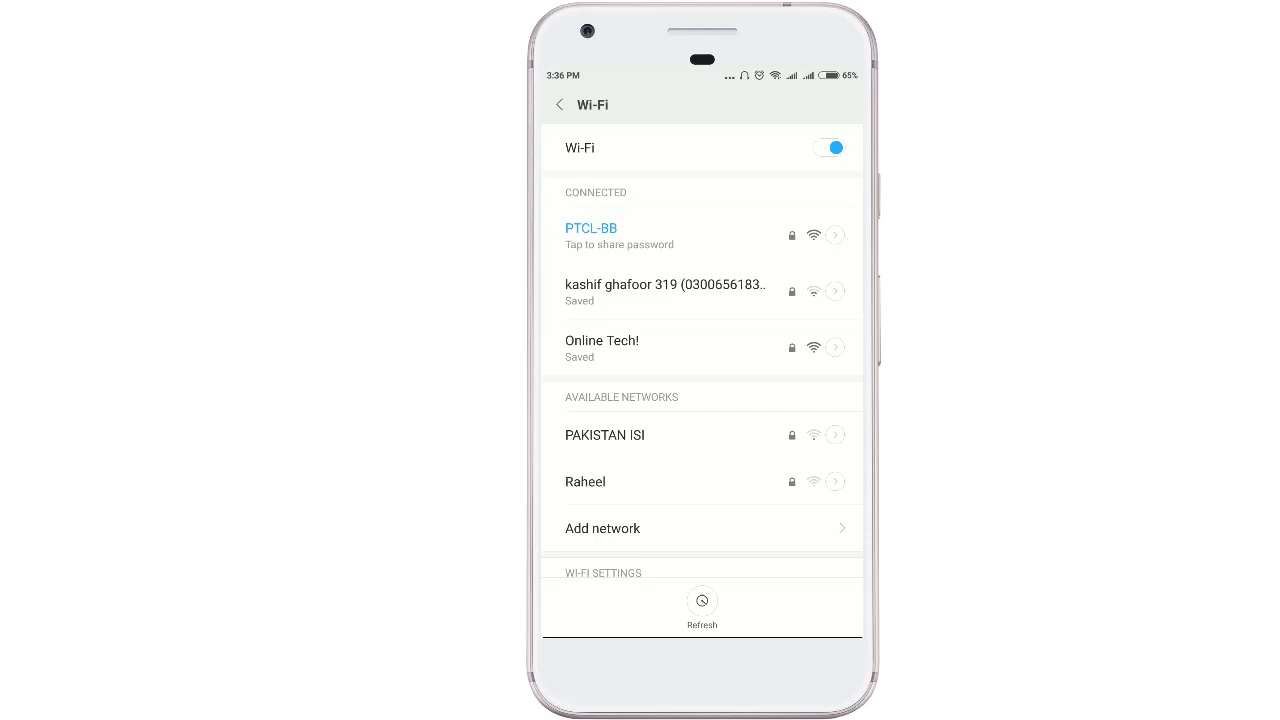 3:36 PM
65%
Wi-Fi
Wi-Fi
CONNECTED
PTCL-BB
Tap to share password
kashif ghafoor 319 (0300656183..
Saved
Online Tech!
Saved
AVAILABLE NETWORKS
PAKISTAN ISI
Raheel
Add network
WI-FI SETTINGS
Refresh